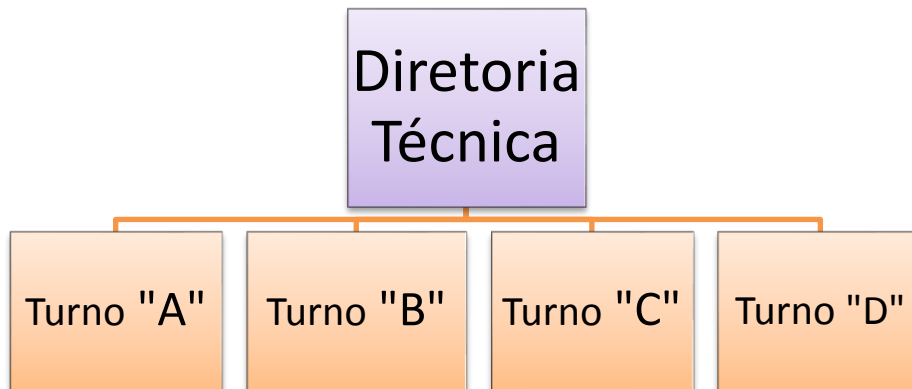 Diretoria
Técnica
Turno "A"
Turno "B"
Turno "C"
Turno "D"